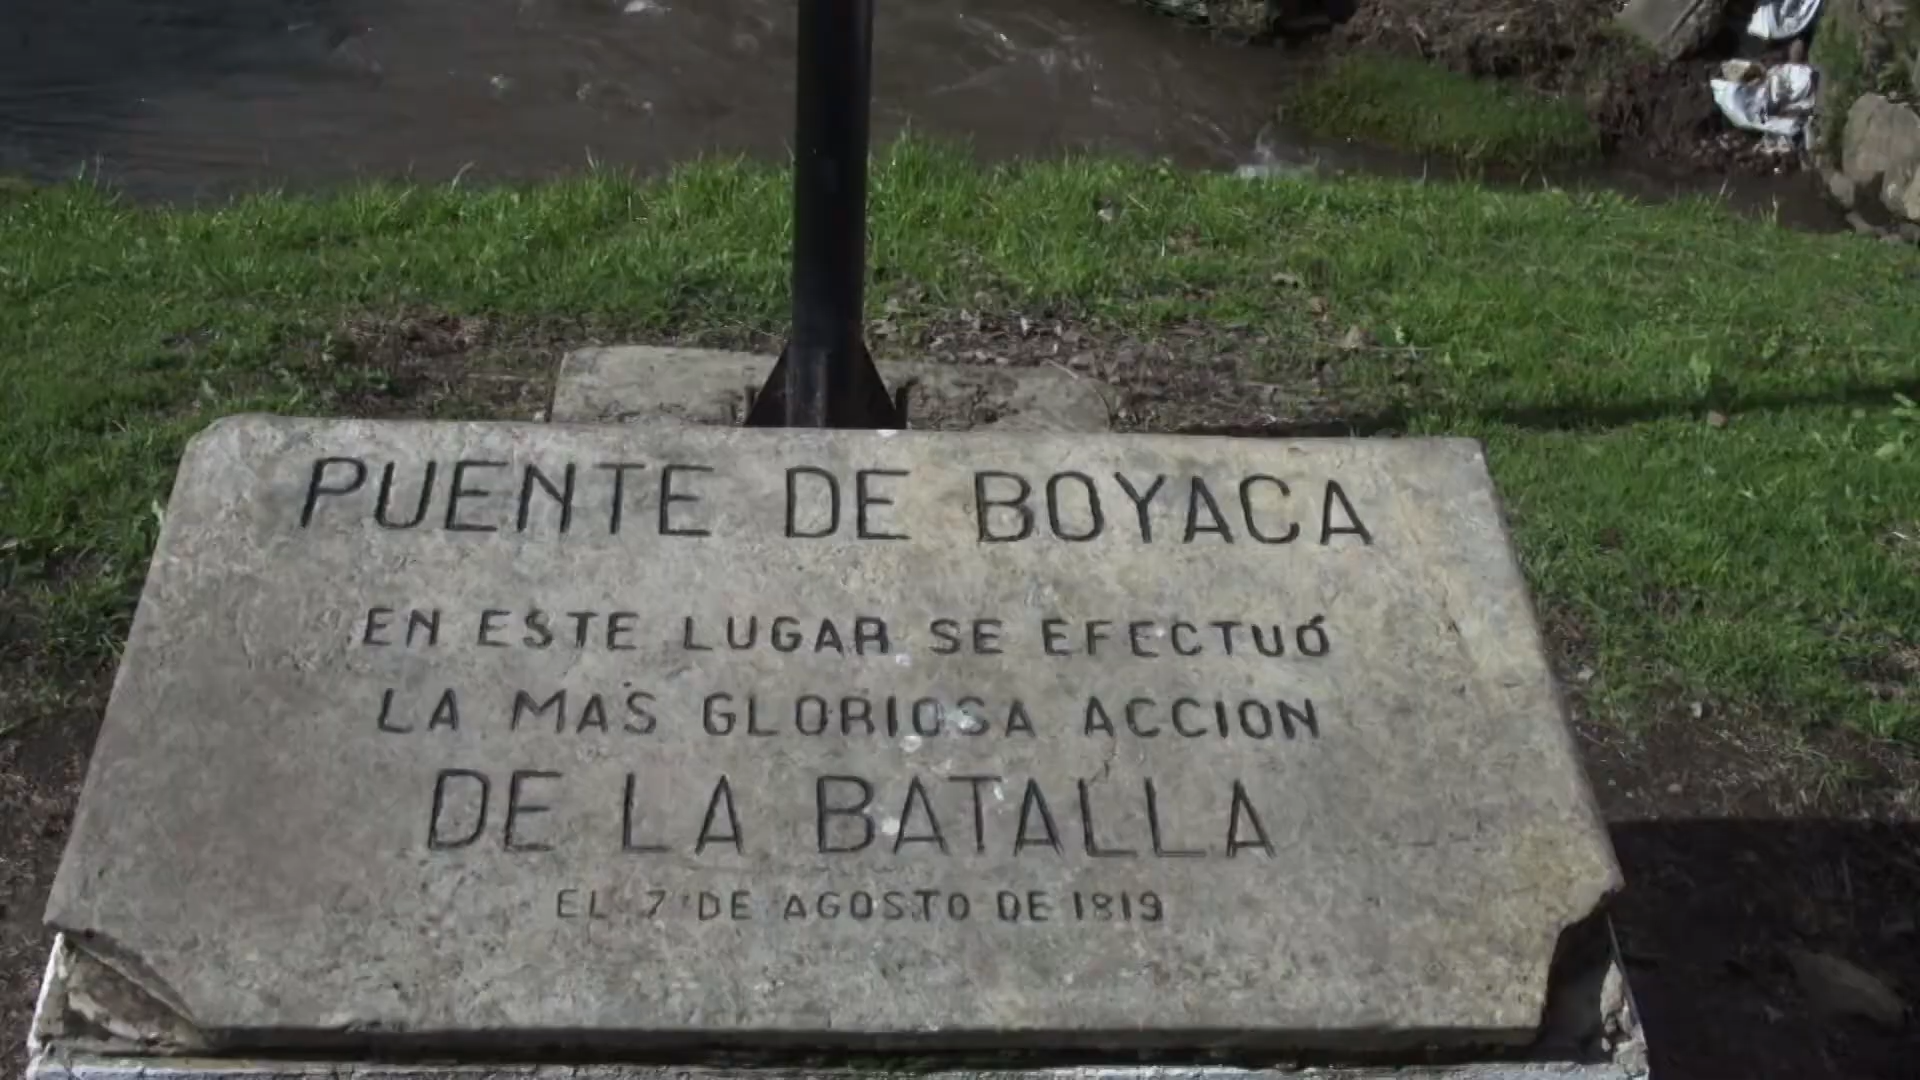 PUENTE DE BOYACA
EN ESTE LUGAR SE EFECTUÓ
LA MAS GLORIOSA ACCION
DE LA BATALLA
EL 7 DE AGOSTO DE 1819